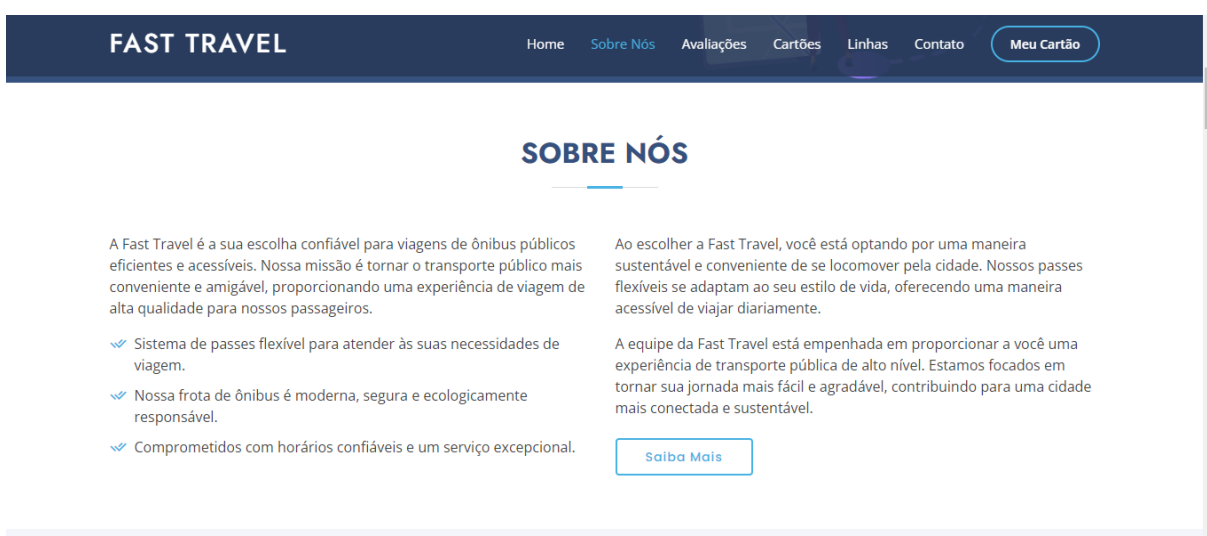 FAST TRAVEL
Home Sobre Nós Avaliações Cartões Linhas Contato Meu Cartão
SOBRE NÓS
A Fast Travel é a sua escolha confiável para viagens de ônibus públicos
eficientes e acessíveis. Nossa missão é tornar o transporte público mais
conveniente e amigável, proporcionando uma experiência de viagem de
alta qualidade para nossos passageiros.
Sistema de passes flexível para atender às suas necessidades de
viagem.
Nossa frota de ônibus é moderna, segura e ecologicamente
responsável.
Comprometidos com horários confiáveis e um serviço excepcional.
Ao escolher a Fast Travel, você está optando por uma maneira
sustentável e conveniente de se locomover pela cidade. Nossos passes
flexíveis se adaptam ao seu estilo de vida, oferecendo uma maneira
acessível de viajar diariamente.
A equipe da Fast Travel está empenhada em proporcionar a você uma
experiência de transporte pública de alto nível. Estamos focados em
tornar sua jornada mais fácil e agradável, contribuindo para uma cidade
mais conectada e sustentável.
Saiba Mais